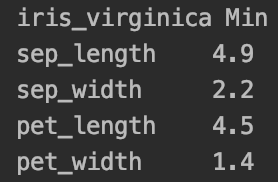 iris_virginica Min
sep_length    4.9
sep_width     2.2
pet_length    4.5
pet_width     1.4